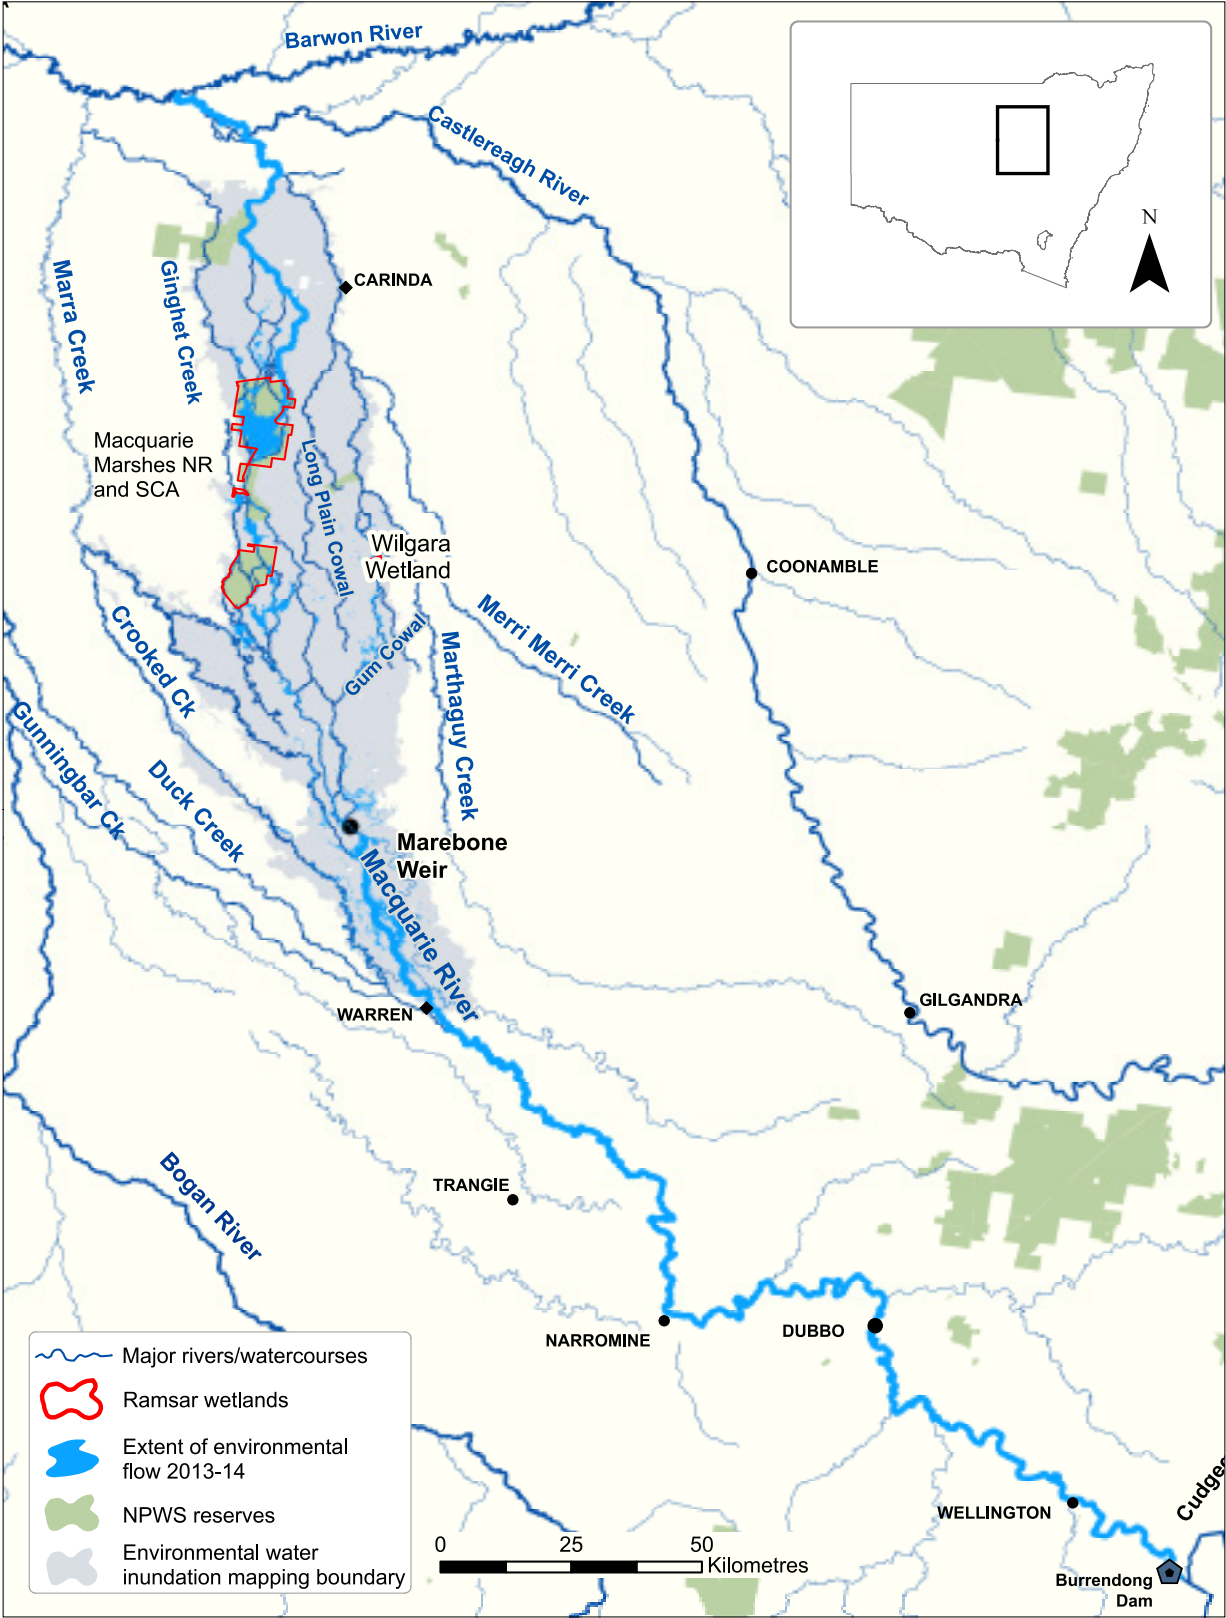 Barwon River
Castlereagh River
N
CARINDA
Marra Creek
Ginghet Creek
Macquarie
Marshes NR
and SCA
Long Plain Cowal
Wilgara
Wetland
COONAMBLE
Crooked Ck
Gum Cowal
Merri Merri Creek
Marthaguy Creek
Gunningbar Ck
Duck Creek
Marebone
Weir
Macquarie River
WARREN
GILGANDRA
TRANGIE
Bogan River
NARROMINE
DUBBO
WELLINGTON
Cudgeg
Burrendong
Dam
Major rivers/watercourses
Ramsar wetlands
Extent of environmental
flow 2013-14
NPWS reserves
Environmental water
inundation mapping boundary
0 25 50
Kilometres